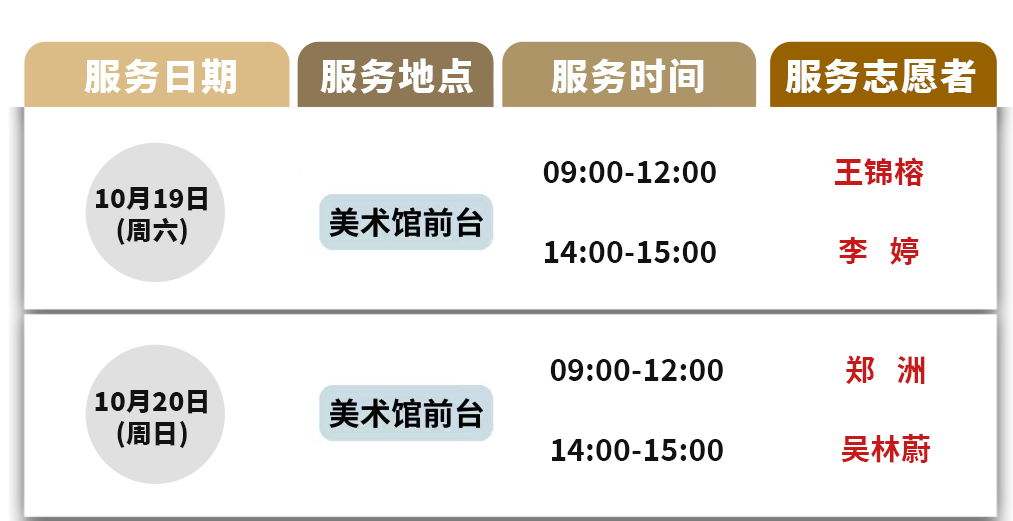 服务日期 服务地点 服务时间 服务志愿者
10月19日
(周六)
美术馆前台
09:00-12:00 王锦榕
14:00-15:00 李 婷
10月20日
(周日)
美术馆前台
09:00-12:00 郑 洲
14:00-15:00 吴林蔚